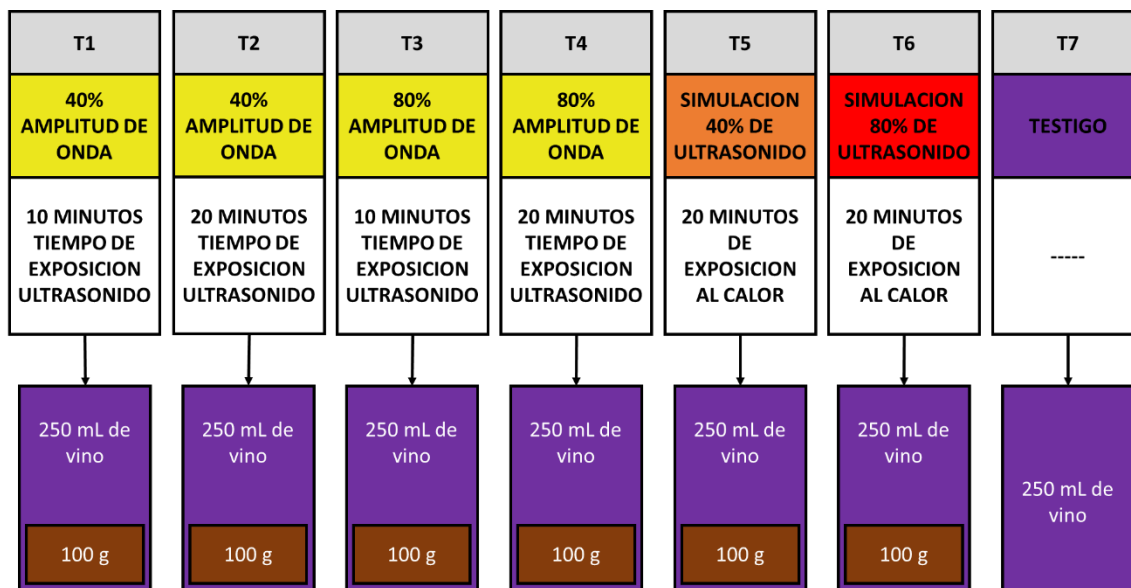 T1
40%
AMPLITUD DE
ONDA
10 MINUTOS
TIEMPO DE
EXPOSICION
ULTRASONIDO
250 mL de
vino
100 g
T2
40%
AMPLITUD DE
ONDA
20 MINUTOS
TIEMPO DE
EXPOSICION
ULTRASONIDO
250 mL de
vino
100 g
T3
80%
AMPLITUD DE
ONDA
10 MINUTOS
TIEMPO DE
EXPOSICION
ULTRASONIDO
250 mL de
vino
100 g
T4
80%
AMPLITUD DE
ONDA
20 MINUTOS
TIEMPO DE
EXPOSICION
ULTRASONIDO
250 mL de
vino
100 g
T5
SIMULACION
40% DE
ULTRASONIDO
20 MINUTOS
DE
EXPOSICION
AL CALOR
250 mL de
vino
100 g
T6
SIMULACION
80% DE
ULTRASONIDO
20 MINUTOS
DE
EXPOSICION
AL CALOR
250 mL de
vino
100 g
T7
TESTIGO
-----
250 mL de
vino